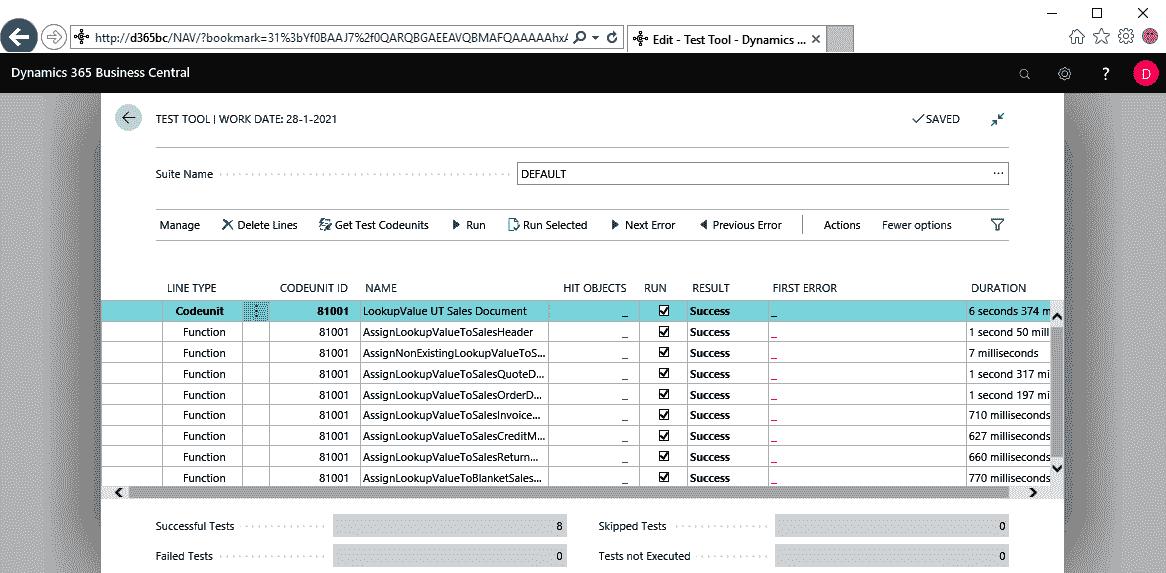 http://d365bc/NAV/?bookmark=31%3bYf0BAAJ7%2f0QARQBGAEEAVQBMAFQAAAAAhxA
Edit - Test Tool - Dynamics ...
Dynamics 365 Business Central ? D
TEST TOOL | WORK DATE: 28-1-2021 SAVED
Suite Name DEFAULT ...
Manage Delete Lines Get Test Codeunits Run Run Selected Next Error Previous Error Actions Fewer options
LINE TYPE CODEUNIT ID NAME HIT OBJECTS RUN RESULT FIRST ERROR DURATION
Codeunit 81001 LookupValue UT Sales Document _ Success _ 6 seconds 374 m
Function 81001 AssignLookupValueToSalesHeader _ Success _ 1 second 50 mill
Function 81001 AssignNonExistingLookupValueToS... _ Success _ 7 milliseconds
Function 81001 AssignLookupValueToSalesQuoteD... _ Success _ 1 second 317 mi
Function 81001 AssignLookupValueToSalesOrderD... _ Success _ 1 second 197 mi
Function 81001 AssignLookupValueToSalesInvoice... _ Success _ 710 milliseconds
Function 81001 AssignLookupValueToSalesCreditM... _ Success _ 627 milliseconds
Function 81001 AssignLookupValueToSalesReturn... _ Success _ 660 milliseconds
Function 81001 AssignLookupValueToBlanketSales... _ Success _ 770 milliseconds
Successful Tests 8 Skipped Tests 0
Failed Tests 0 Tests not Executed 0